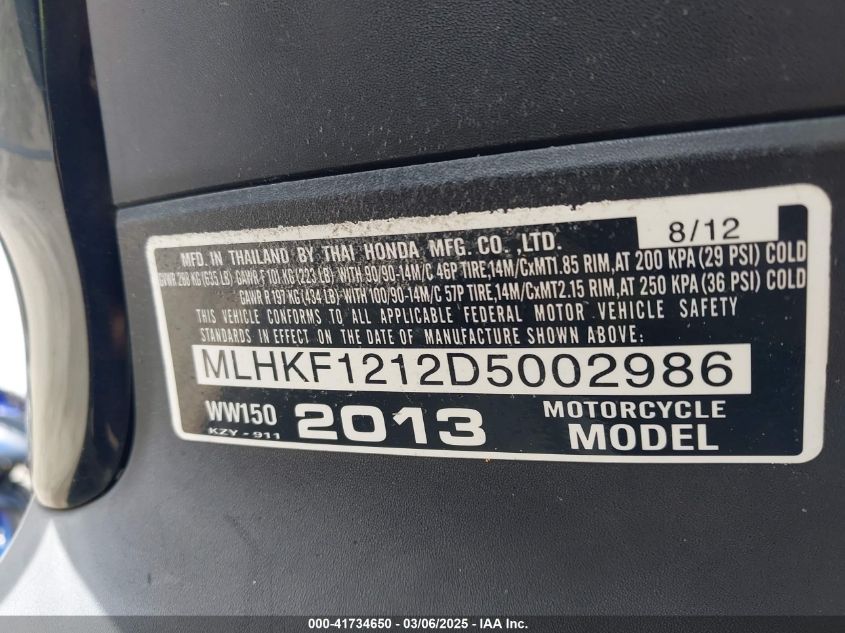 8/12
MFD. IN THAILAND BY THAI HONDA MFG. CO., LTD.
GVWR 288 KG (635 LB) GAWR F 101 KG (223 LB) WITH 90/90-14M/C 46P TIRE,14M/CxMT1.85 RIM,AT 200 KPA (29 PSI) COLD
GAWR R 197 KG (434 LB) WITH 100/90-14M/C 57P TIRE,14M/CxMT2.15 RIM,AT 250 KPA (36 PSI) COLD
THIS VEHICLE CONFORMS TO ALL APPLICABLE FEDERAL MOTOR VEHICLE SAFETY
STANDARDS IN EFFECT ON THE DATE OF MANUFACTURE SHOWN ABOVE:
MLHKF1212D5002986
WW150 2013 MOTORCYCLE
KZY - 911 MODEL
000-41734650 - 03/06/2025 - IAA Inc.